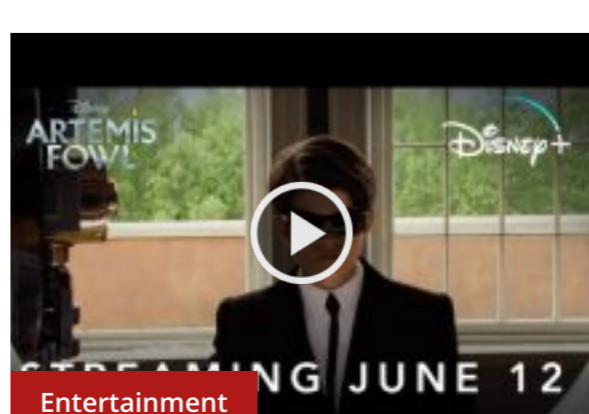 Disney
ARTEMIS
FOWL
Disney+
STREAMING JUNE 12
Entertainment